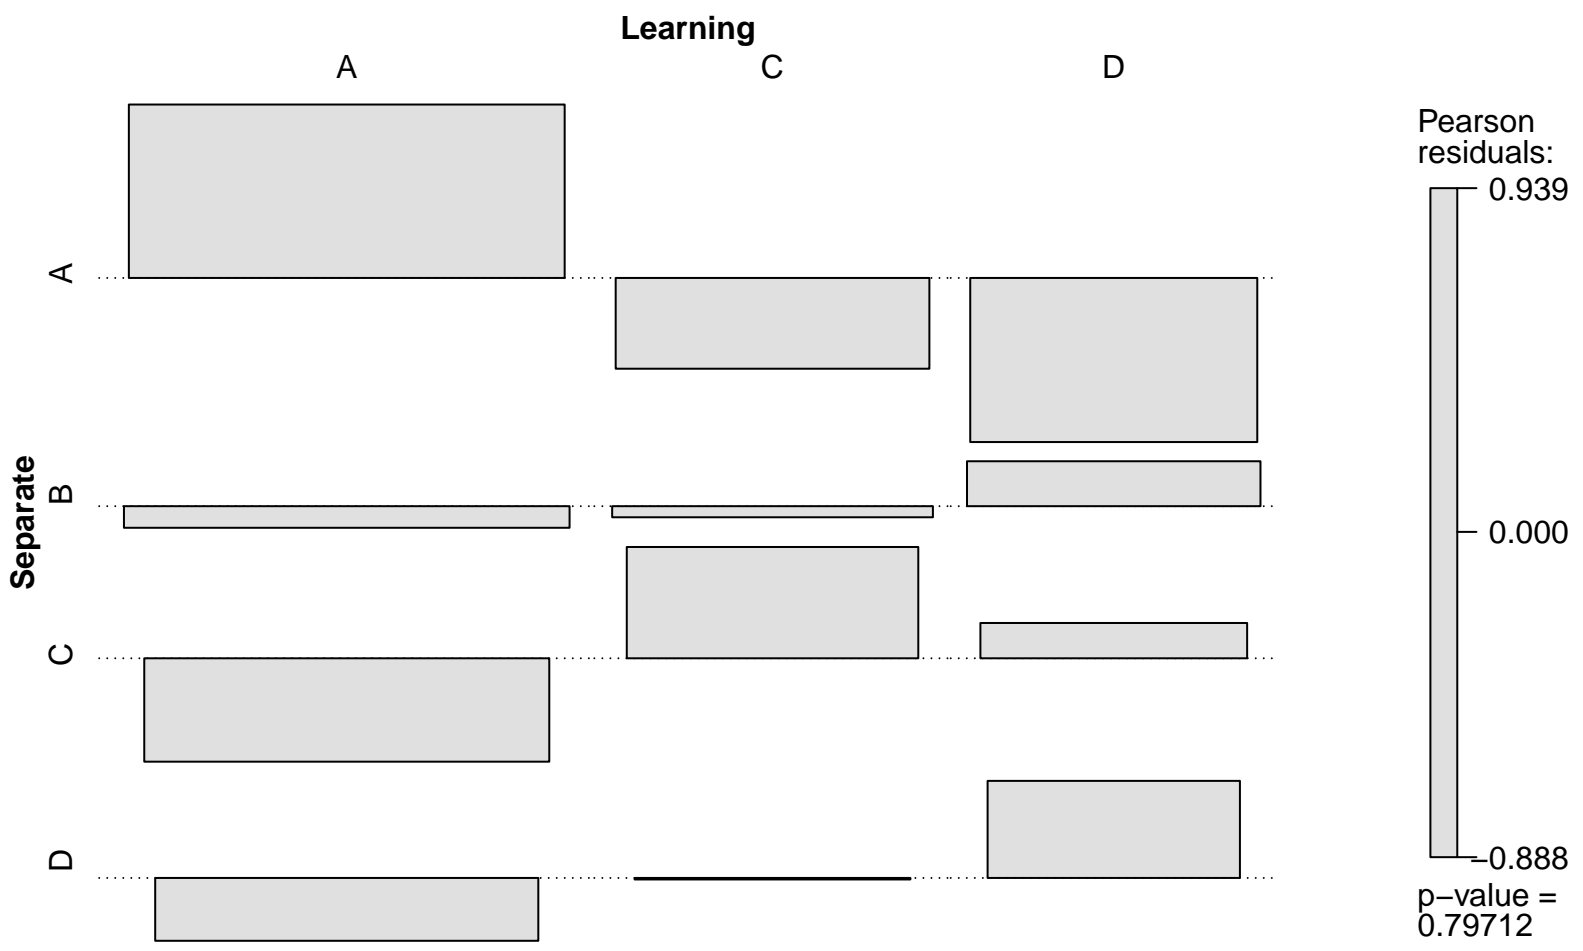 Learning
A C D
Separate
A
B
C
D
Pearson
residuals:
0.939
0.000
−0.888
p−value =
0.79712